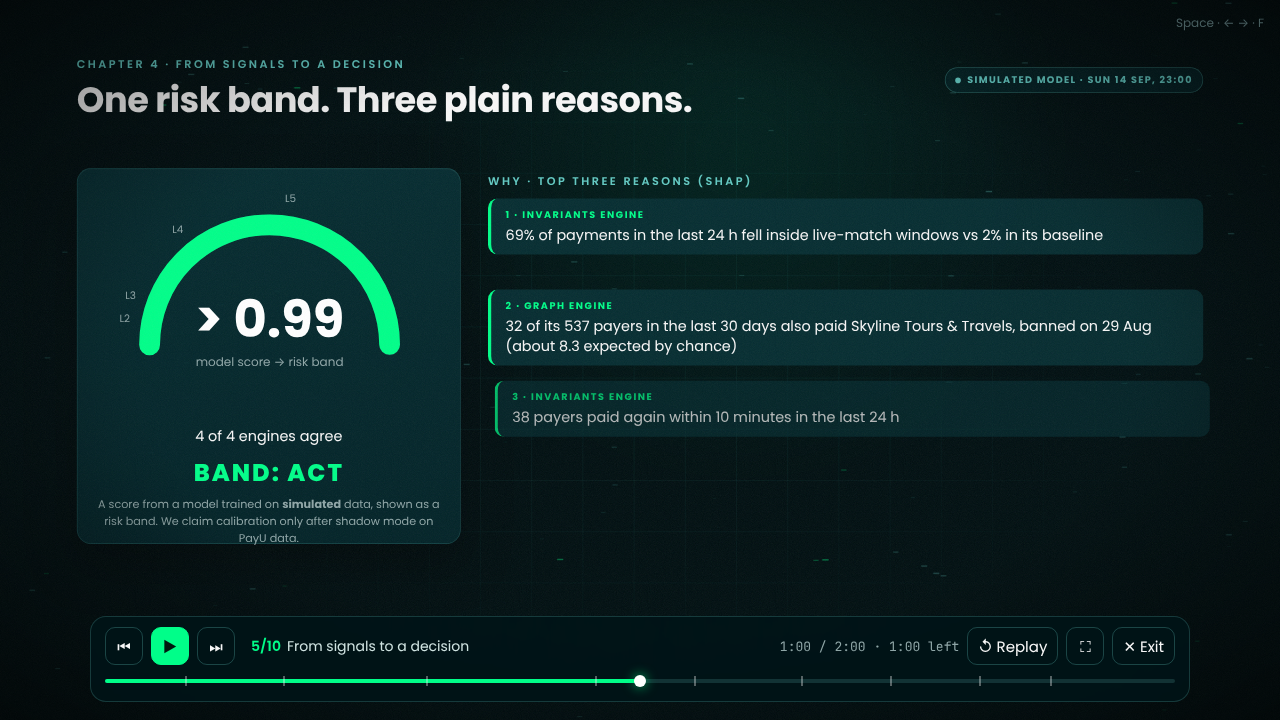 Space · ← → · F
CHAPTER 4 · FROM SIGNALS TO A DECISION
One risk band. Three plain reasons.
SIMULATED MODEL · SUN 14 SEP, 23:00
L5
L4
L3
L2
> 0.99
model score → risk band
4 of 4 engines agree
BAND: ACT
A score from a model trained on simulated data, shown as a
risk band. We claim calibration only after shadow mode on
PayU data.
WHY · TOP THREE REASONS (SHAP)
1 · INVARIANTS ENGINE
69% of payments in the last 24 h fell inside live-match windows vs 2% in its baseline
2 · GRAPH ENGINE
32 of its 537 payers in the last 30 days also paid Skyline Tours & Travels, banned on 29 Aug
(about 8.3 expected by chance)
3 · INVARIANTS ENGINE
38 payers paid again within 10 minutes in the last 24 h
5/10 From signals to a decision
1:00 / 2:00 · 1:00 left
Replay
✕ Exit